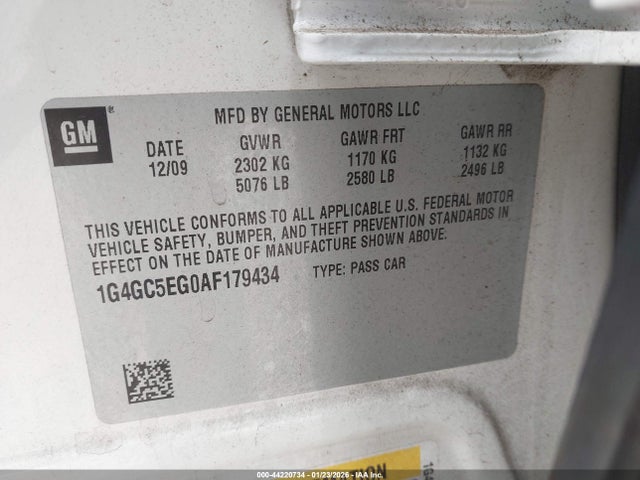 GM
MFD BY GENERAL MOTORS LLC
DATE GVWR GAWR FRT GAWR RR
12/09 2302 KG 1170 KG 1132 KG
5076 LB 2580 LB 2496 LB
THIS VEHICLE CONFORMS TO ALL APPLICABLE U.S. FEDERAL MOTOR
VEHICLE SAFETY, BUMPER, AND THEFT PREVENTION STANDARDS IN
EFFECT ON THE DATE OF MANUFACTURE SHOWN ABOVE.
1G4GC5EG0AF179434 TYPE: PASS CAR
000-44220734 | 01/23/2026 | IAA Inc.